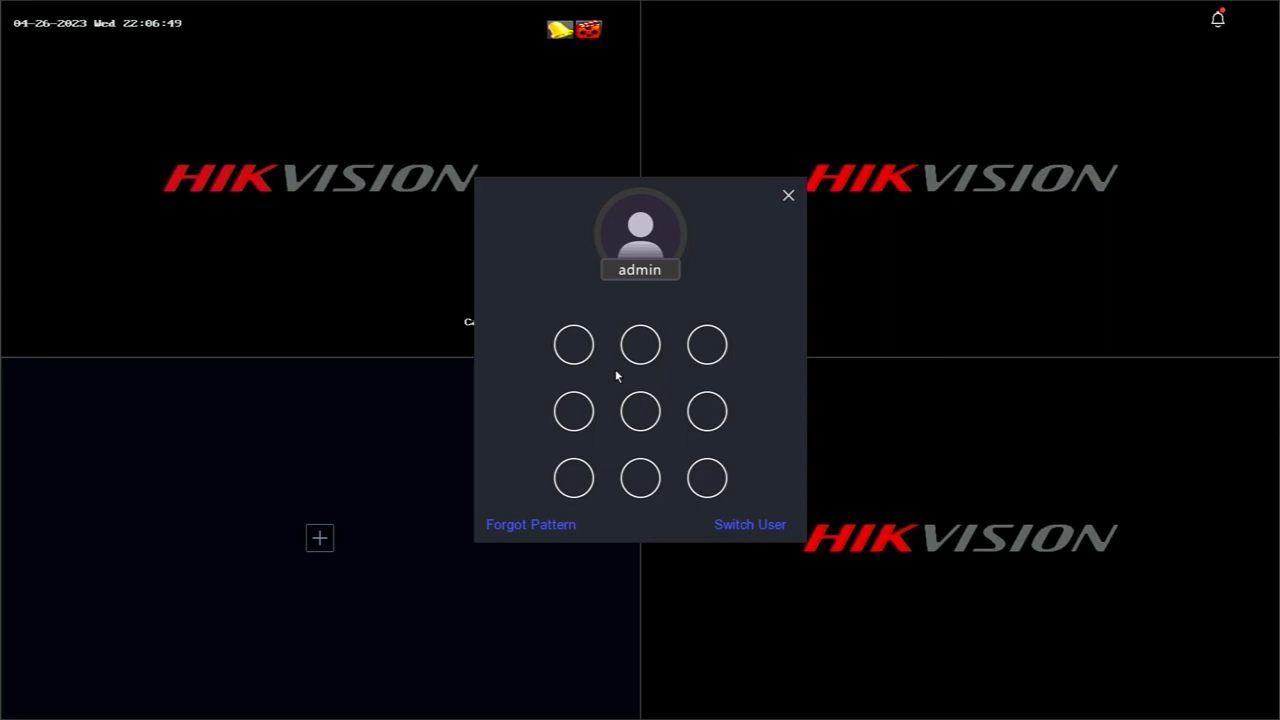 04-26-2023 Wed 22:06:49
HIKVISION
HIKVISION
admin
Forgot Pattern
Switch User
HIKVISION